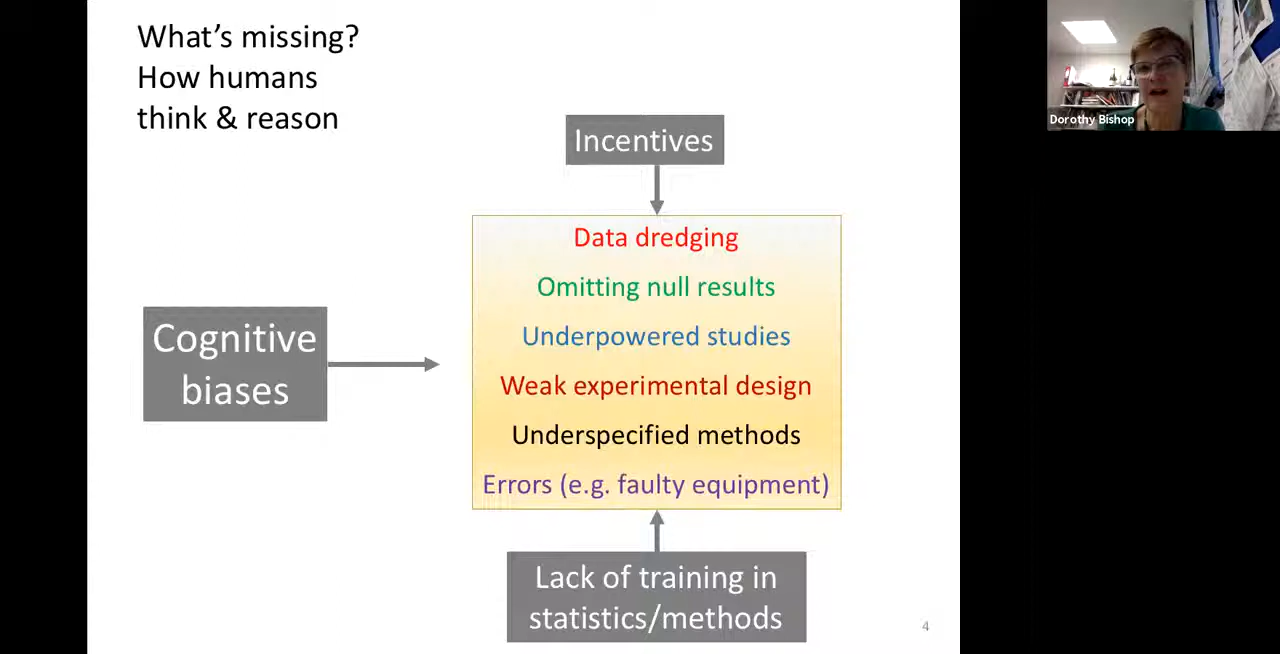 What's missing?
How humans
think & reason
Incentives
Data dredging
Omitting null results
Underpowered studies
Weak experimental design
Underspecified methods
Errors (e.g. faulty equipment)
Cognitive
biases
Lack of training in
statistics/methods
4
Dorothy Bishop